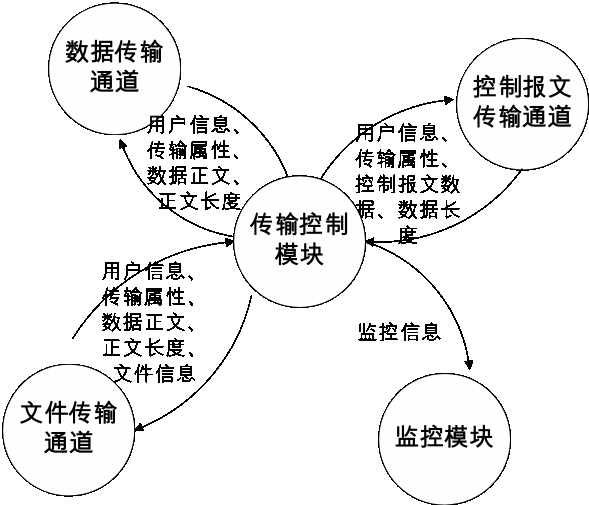 数据传输
通道
控制报文
传输通道
用户信息、
传输属性、
数据正文、
正文长度
用户信息、
传输属性、
控制报文数
据、数据长
度
传输控制
模块
用户信息、
传输属性、
数据正文、
正文长度、
文件信息
监控信息
文件传输
通道
监控模块